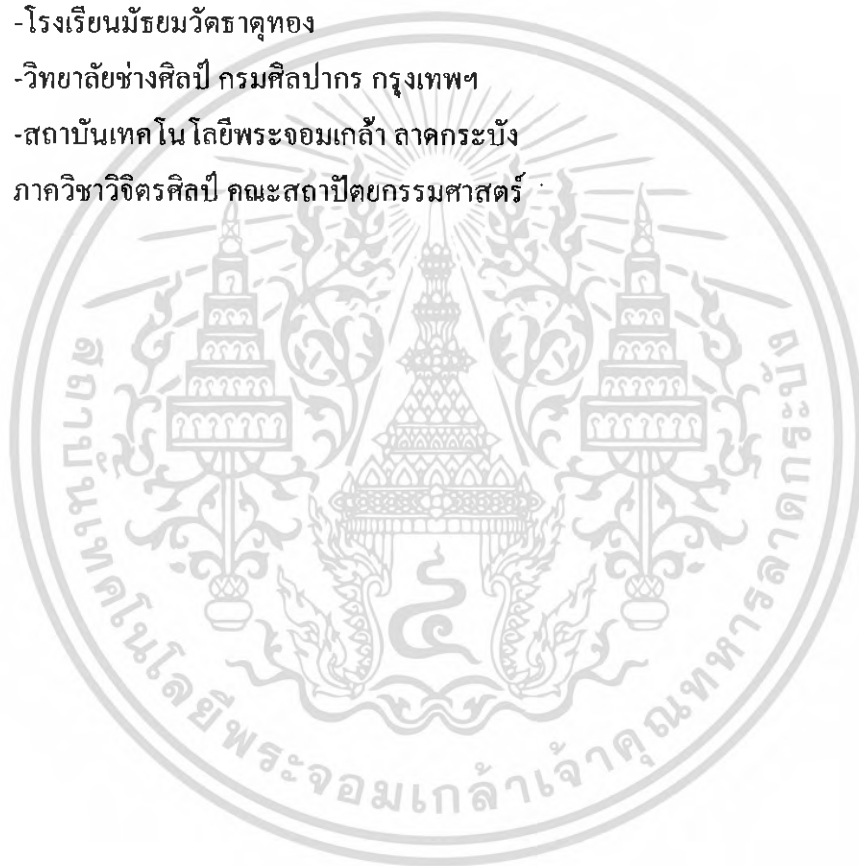 -โรงเรียนมัธยมวัดธาตุทอง
-วิทยาลัยช่างศิลป์ กรมศิลปากร กรุงเทพฯ
-สถาบันเทคโนโลยีพระจอมเกล้า ลาดกระบัง
ภาควิชาวิจิตรศิลป์ คณะสถาปัตยกรรมศาสตร์
สถาบันเทคโนโลยีพระจอมเกล้าเจ้าคุณทหารลาดกระบัง
๔